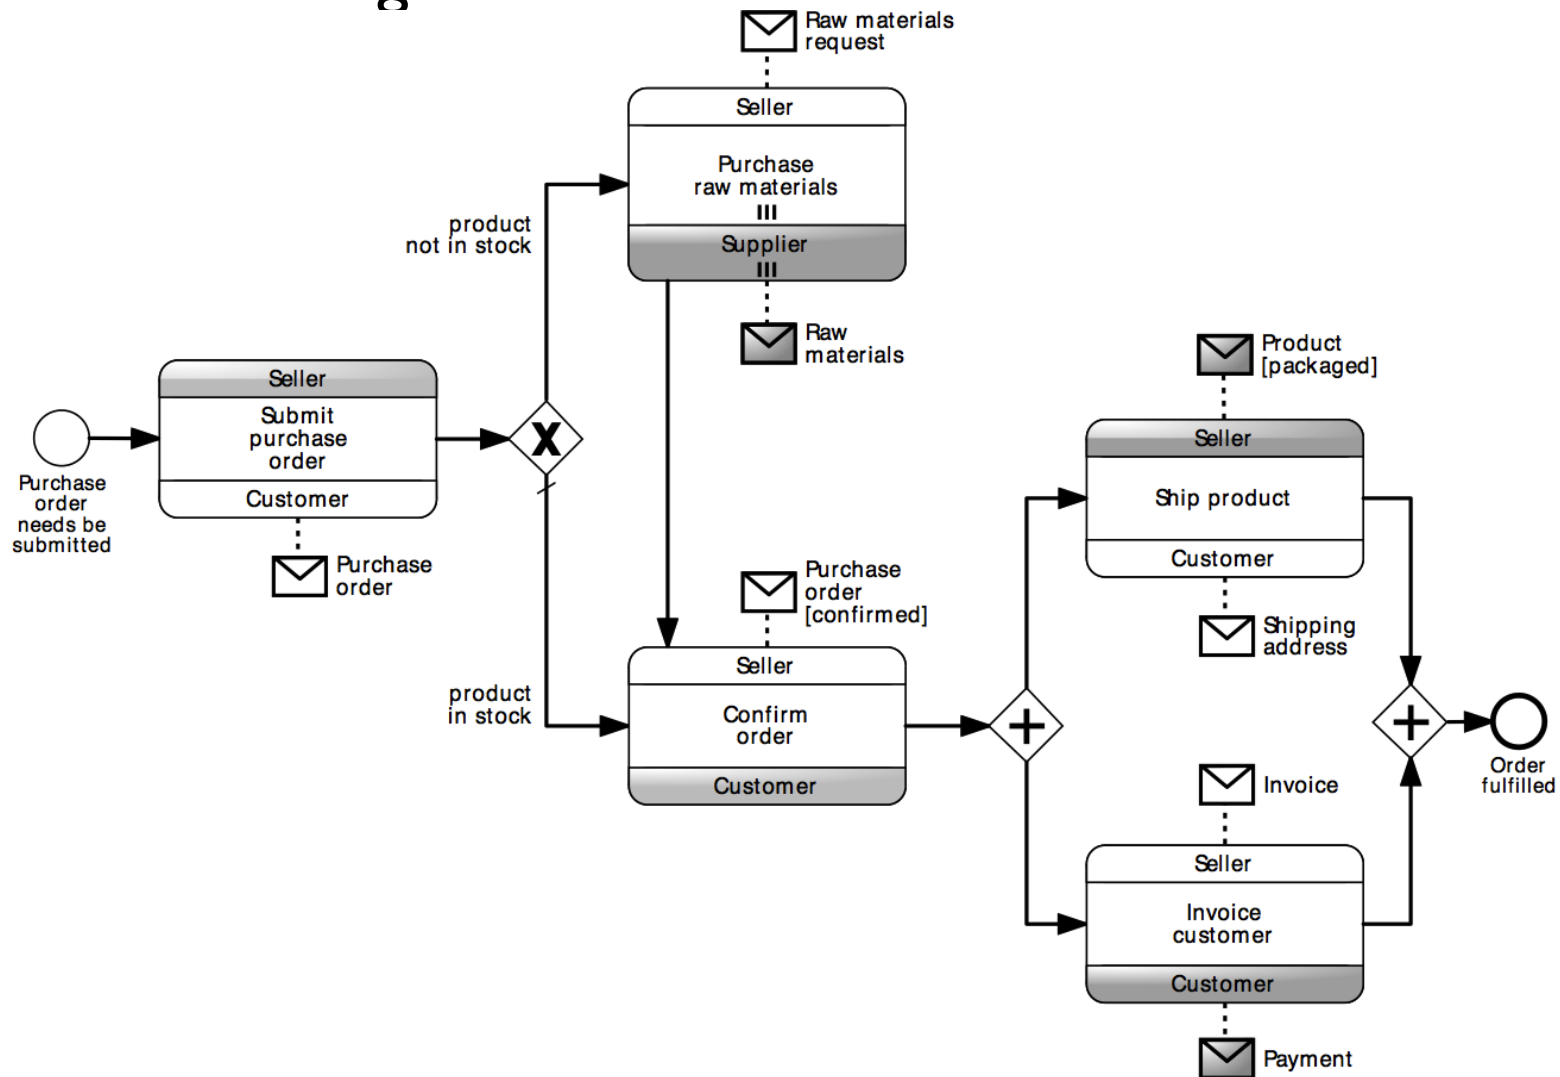 Raw materials
request
Seller
Purchase
raw materials
Supplier
product
not in stock
Raw
materials
Product
[packaged]
Seller
Submit
purchase
order
Customer
X
Purchase
order
needs be
submitted
Purchase
order
Seller
Ship product
Customer
Purchase
order
[confirmed]
Shipping
address
Seller
Confirm
order
Customer
product
in stock
+
+
Order
fulfilled
Invoice
Seller
Invoice
customer
Customer
Payment